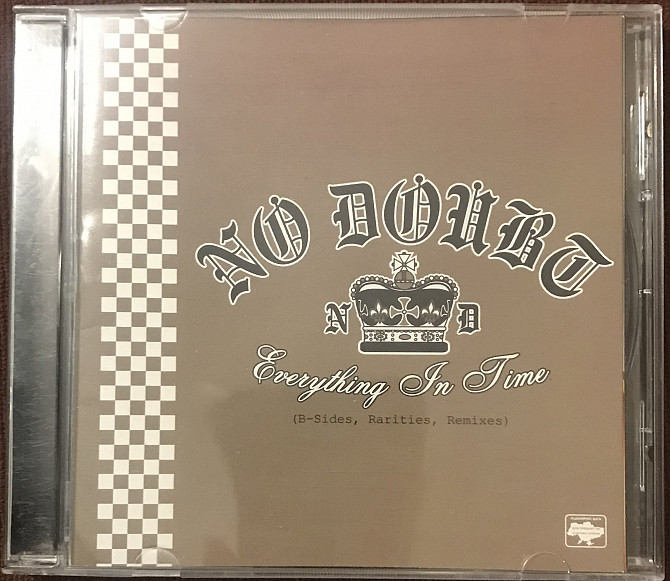 NO DOUBT
N D
Everything In Time
(B-Sides, Rarities, Remixes)